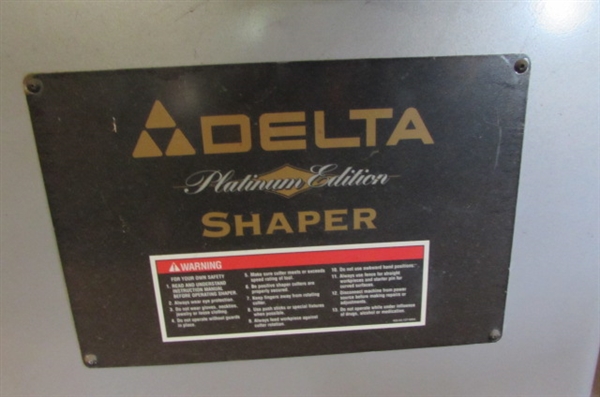 DELTA
Platinum Edition
SHAPER
WARNING
FOR YOUR OWN SAFETY
1. READ AND UNDERSTAND
INSTRUCTION MANUAL
BEFORE OPERATING SHAPER.
2. Always wear eye protection.
3. Do not wear gloves, necktie,
jewelry or loose clothing.
4. Do not operate without guards
in place.
5. Make sure cutter meets or exceeds
speed rating of tool.
6. Be positive shaper cutters are
properly secured.
7. Keep fingers away from rotating
cutter.
8. Use push sticks or special fixtures
when possible.
9. Always feed workpiece against
cutter rotation.
10. Do not use awkward hand positions.
11. Always use fence for straight
workpieces and starter pin for
curved surfaces.
12. Disconnect machine from power
source before making repairs or
adjustments.
13. Do not operate while under influence
of drugs, alcohol or medication.